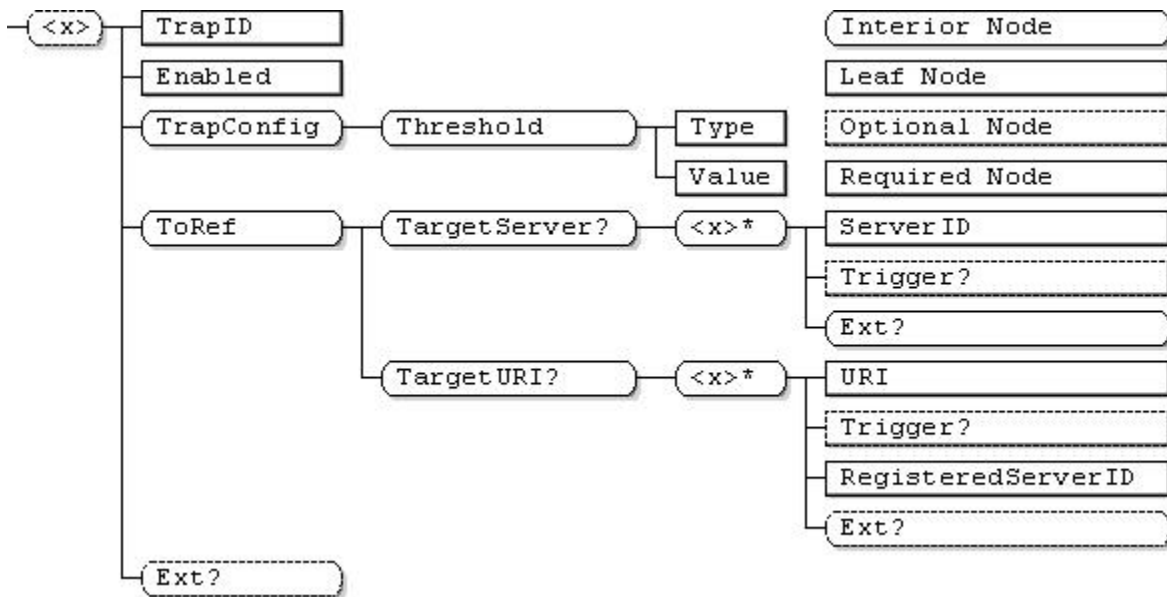 <x> TrapID Interior Node
Enabled Leaf Node
TrapConfig Threshold Type Optional Node
Value Required Node
ToRef TargetServer? <x>* ServerID
Trigger?
Ext?
TargetURI? <x>* URI
Trigger?
RegisteredServerID
Ext?
Ext?